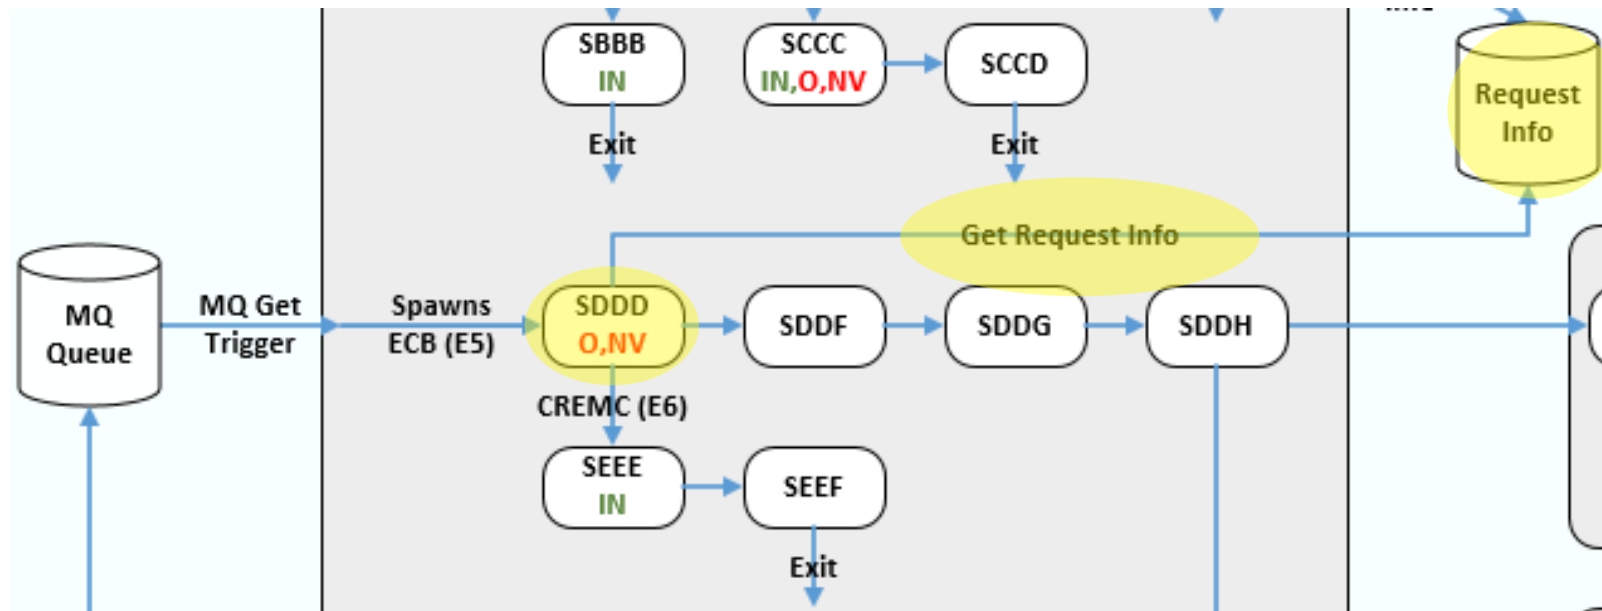 SBBB
IN
SCCC
IN,O,NV
SCCD
Request
Info
Exit
Exit
Get Request Info
MQ
Queue
MQ Get
Trigger
Spawns
ECB (E5)
SDDD
O,NV
SDDF
SDDG
SDDH
CREMC (E6)
SEEE
IN
SEEF
Exit